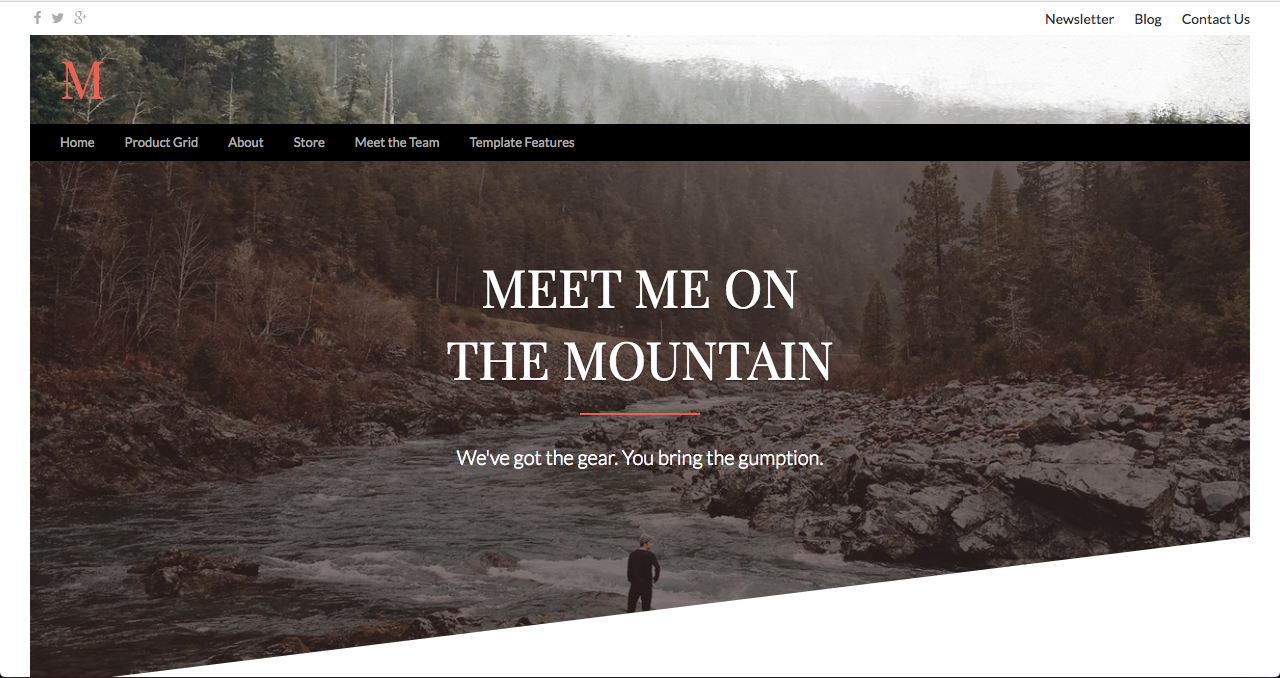 Newsletter Blog Contact Us
M
Home Product Grid About Store Meet the Team Template Features
MEET ME ON
THE MOUNTAIN
We've got the gear. You bring the gumption.